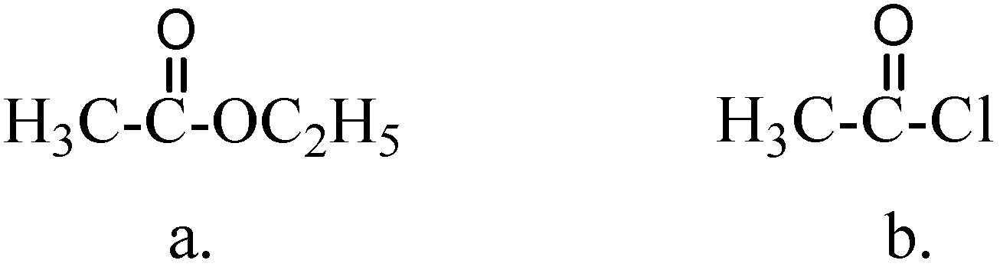 O O
H₃C-C-OC₂H₅ H₃C-C-Cl
a. b.